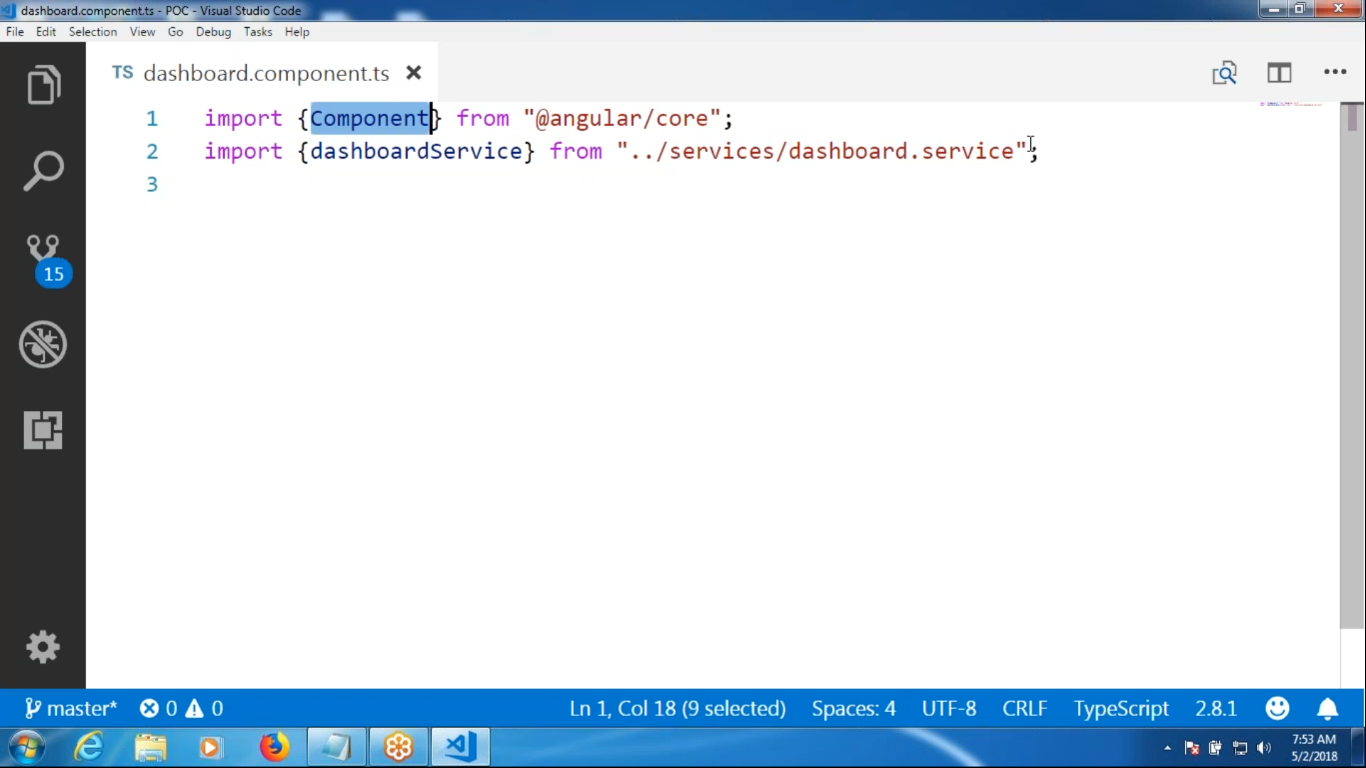 dashboard.component.ts - POC - Visual Studio Code
File Edit Selection View Go Debug Tasks Help
TS dashboard.component.ts
1 import {Component} from "@angular/core";
2 import {dashboardService} from "../services/dashboard.service";
3
15
master* 0 0 Ln 1, Col 18 (9 selected) Spaces: 4 UTF-8 CRLF TypeScript 2.8.1
7:53 AM
5/2/2018